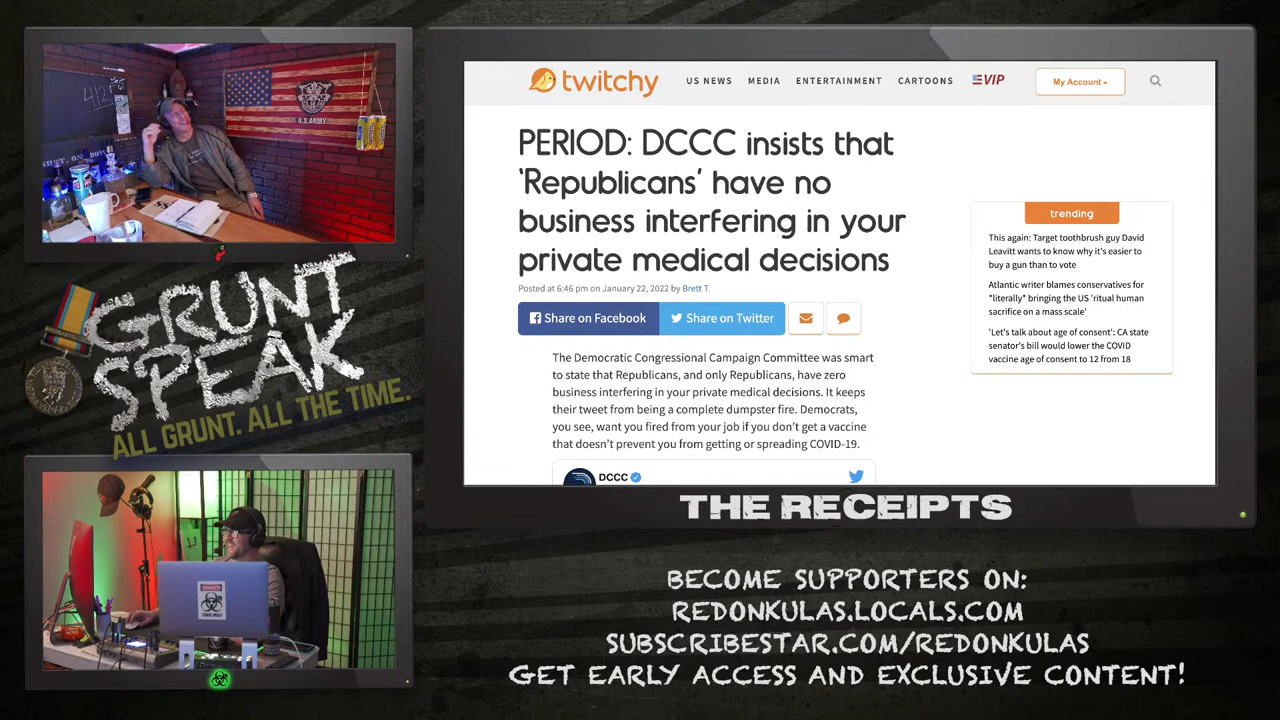 412
U.S. ARMY
GRUNT
SPEAK
ALL GRUNT. ALL THE TIME.
DANGER
twitchy
US NEWS
MEDIA
ENTERTAINMENT
CARTOONS
VIP
My Account
PERIOD: DCCC insists that
‘Republicans’ have no
business interfering in your
private medical decisions
Posted at 6:46 pm on January 22, 2022 by Brett T.
Share on Facebook
Share on Twitter
The Democratic Congressional Campaign Committee was smart
to state that Republicans, and only Republicans, have zero
business interfering in your private medical decisions. It keeps
their tweet from being a complete dumpster fire. Democrats,
you see, want you fired from your job if you don’t get a vaccine
that doesn’t prevent you from getting or spreading COVID-19.
DCCC
trending
This again: Target toothbrush guy David
Leavitt wants to know why it's easier to
buy a gun than to vote
Atlantic writer blames conservatives for
*literally* bringing the US 'ritual human
sacrifice on a mass scale'
'Let's talk about age of consent': CA state
senator's bill would lower the COVID
vaccine age of consent to 12 from 18
THE RECEIPTS
BECOME SUPPORTERS ON:
REDONKULAS.LOCALS.COM
SUBSCRIBESTAR.COM/REDONKULAS
GET EARLY ACCESS AND EXCLUSIVE CONTENT!